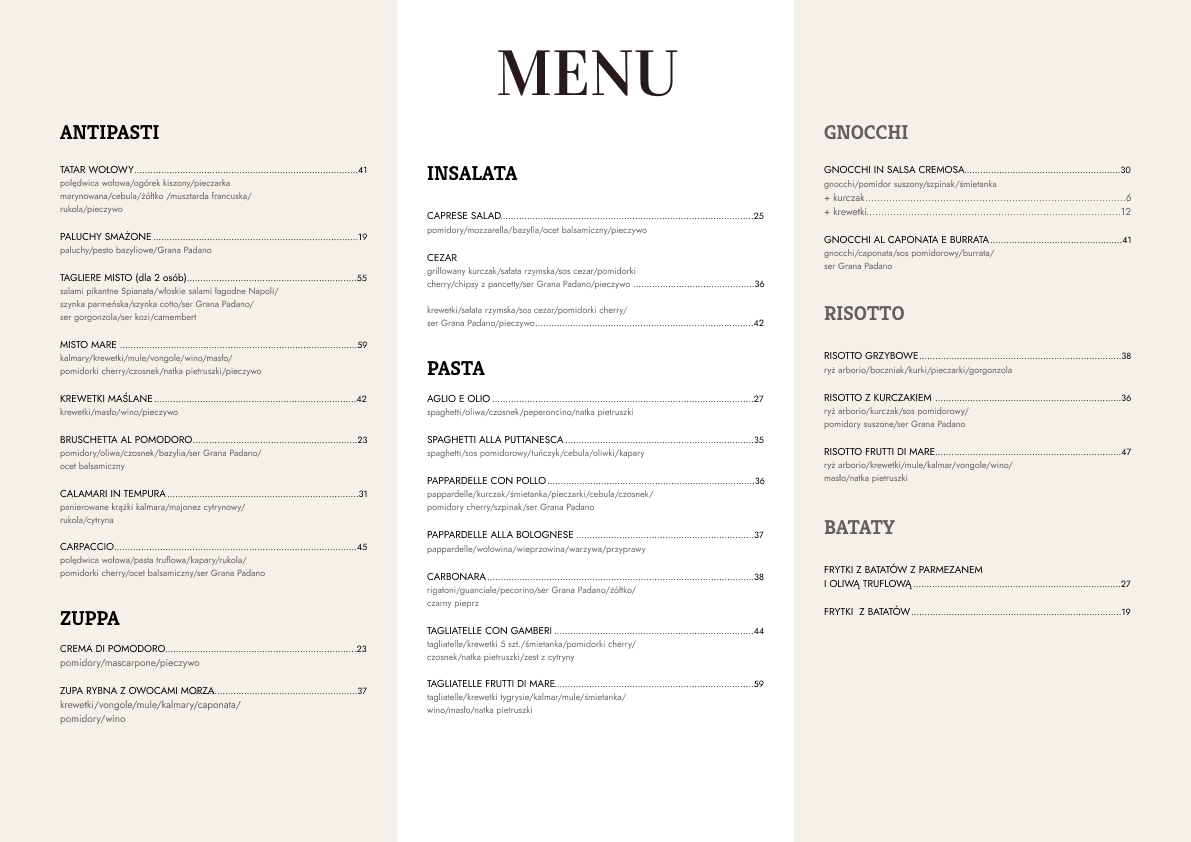 MENU
ANTIPASTI
TATAR WOŁOWY....41
polędwica wołowa/ogórek kiszony/pieczarka
marynowana/cebula/żółtko /musztarda francuska/
rukola/pieczywo
PALUCHY SMAŻONE ....19
paluchy/pesto bazyliowe/Grana Padano
TAGLIERE MISTO (dla 2 osób)....55
salami pikantne Spianata/włoskie salami łagodne Napoli/
szynka parmeńska/szynka cotto/ser Grana Padano/
ser gorgonzola/ser kozi/camembert
MISTO MARE ....59
kalmary/krewetki/mule/vongole/wino/masło/
pomidorki cherry/czosnek/natka pietruszki/pieczywo
KREWETKI MAŚLANE ....42
krewetki/masło/wino/pieczywo
BRUSCHETTA AL POMODORO....23
pomidory/oliwa/czosnek/bazylia/ser Grana Padano/
ocet balsamiczny
CALAMARI IN TEMPURA ....31
panierowane krążki kalmara/majonez cytrynowy/
rukola/cytryna
CARPACCIO....45
polędwica wołowa/pasta truflowa/kapary/rukola/
pomidorki cherry/ocet balsamiczny/ser Grana Padano
ZUPPA
CREMA DI POMODORO....23
pomidory/mascarpone/pieczywo
ZUPA RYBNA Z OWOCAMI MORZA....37
krewetki/vongole/mule/kalmary/caponata/
pomidory/wino
INSALATA
CAPRESE SALAD....25
pomidory/mozzarella/bazylia/ocet balsamiczny/pieczywo
CEZAR
grillowany kurczak/sałata rzymska/sos cezar/pomidorki
cherry/chipsy z pancetty/ser Grana Padano/pieczywo ....36
krewetki/sałata rzymska/sos cezar/pomidorki cherry/
ser Grana Padano/pieczywo....42
PASTA
AGLIO E OLIO ....27
spaghetti/oliwa/czosnek/peperoncino/natka pietruszki
SPAGHETTI ALLA PUTTANESCA ....35
spaghetti/sos pomidorowy/tuńczyk/cebula/oliwki/kapary
PAPPARDELLE CON POLLO....36
pappardelle/kurczak/śmietanka/pieczarki/cebula/czosnek/
pomidory cherry/szpinak/ser Grana Padano
PAPPARDELLE ALLA BOLOGNESE ....37
pappardelle/wołowina/wieprzowina/warzywa/przyprawy
CARBONARA....38
rigatoni/guanciale/pecorino/ser Grana Padano/żółtko/
czarny pieprz
TAGLIATELLE CON GAMBERI ....44
tagliatelle/krewetki 5 szt./śmietanka/pomidorki cherry/
czosnek/natka pietruszki/zest z cytryny
TAGLIATELLE FRUTTI DI MARE....59
tagliatelle/krewetki tygrysie/kalmar/mule/śmietanka/
wino/masło/natka pietruszki
GNOCCHI
GNOCCHI IN SALSA CREMOSA....30
gnocchi/pomidor suszony/szpinak/śmietanka
+ kurczak....6
+ krewetki....12
GNOCCHI AL CAPONATA E BURRATA....41
gnocchi/caponata/sos pomidorowy/burrata/
ser Grana Padano
RISOTTO
RISOTTO GRZYBOWE....38
ryż arborio/boczniak/kurki/pieczarki/gorgonzola
RISOTTO Z KURCZAKIEM ....36
ryż arborio/kurczak/sos pomidorowy/
pomidory suszone/ser Grana Padano
RISOTTO FRUTTI DI MARE....47
ryż arborio/krewetki/mule/kalmar/vongole/wino/
masło/natka pietruszki
BATATY
FRYTKI Z BATATÓW Z PARMEZANEM
I OLIWĄ TRUFLOWĄ....27
FRYTKI  Z BATATÓW....19